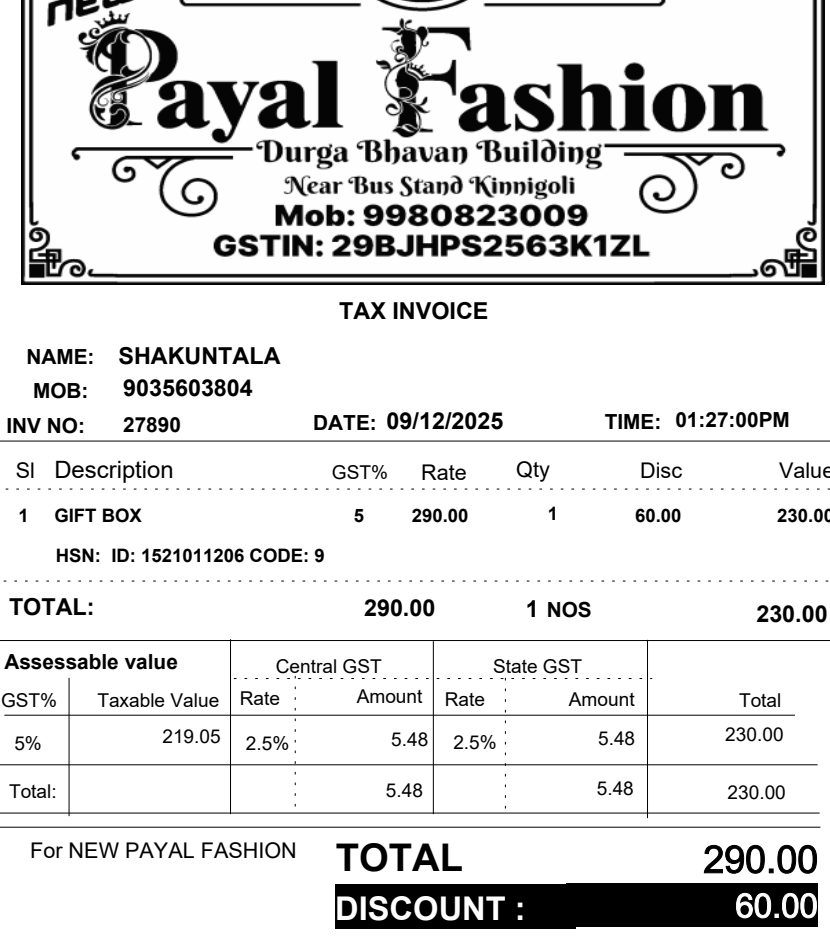 new
Payal Fashion
Durga Bhavan Building
Near Bus Stand Kinnigoli
Mob: 9980823009
GSTIN: 29BJHPS2563K1ZL
TAX INVOICE
NAME: SHAKUNTALA
MOB: 9035603804
INV NO: 27890 DATE: 09/12/2025 TIME: 01:27:00PM
Sl Description GST% Rate Qty Disc Value
1 GIFT BOX 5 290.00 1 60.00 230.00
HSN: ID: 1521011206 CODE: 9
TOTAL: 290.00 1 NOS 230.00
Assessable value Central GST State GST
GST% Taxable Value Rate Amount Rate Amount Total
5% 219.05 2.5% 5.48 2.5% 5.48 230.00
Total: 5.48 5.48 230.00
For NEW PAYAL FASHION TOTAL 290.00
DISCOUNT : 60.00